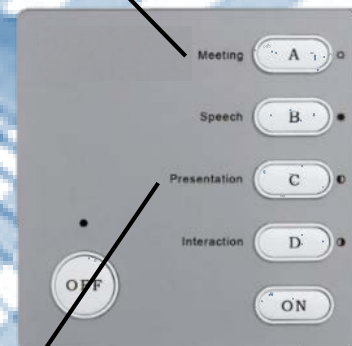 Meeting A
Speech B
Presentation C
Interaction D
OFF
ON